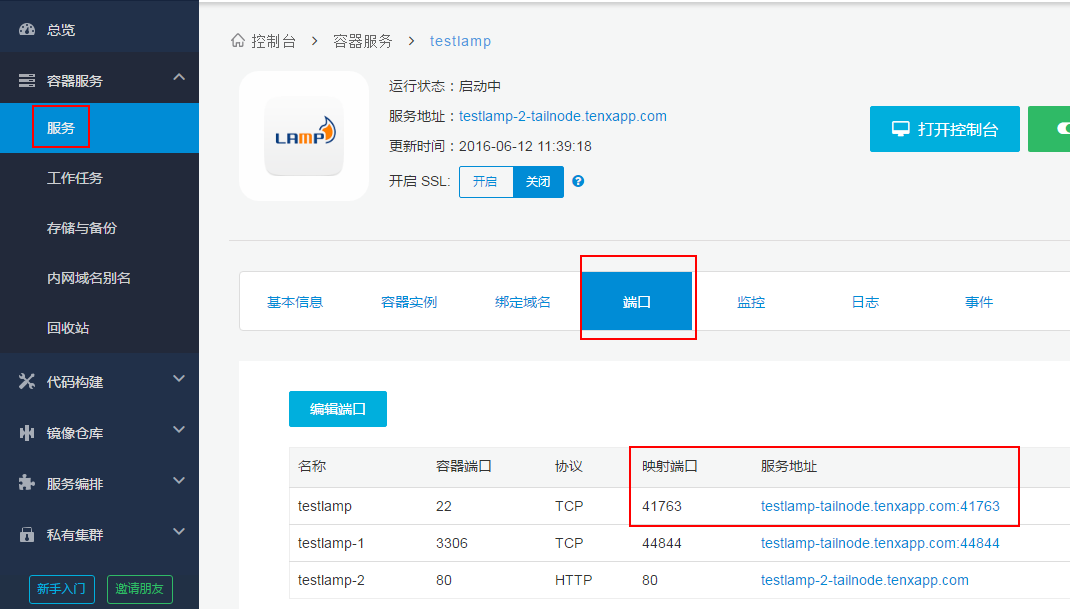 总览
容器服务
服务
工作任务
存储与备份
内网域名别名
回收站
代码构建
镜像仓库
服务编排
私有集群
新手入门 邀请朋友
控制台 > 容器服务 > testlamp
LAMP
运行状态：启动中
服务地址：testlamp-2-tailnode.tenxapp.com
更新时间：2016-06-12 11:39:18
开启 SSL: 开启 关闭 ?
打开控制台
基本信息 容器实例 绑定域名 端口 监控 日志 事件
编辑端口
名称 容器端口 协议 映射端口 服务地址
testlamp 22 TCP 41763 testlamp-tailnode.tenxapp.com:41763
testlamp-1 3306 TCP 44844 testlamp-tailnode.tenxapp.com:44844
testlamp-2 80 HTTP 80 testlamp-2-tailnode.tenxapp.com